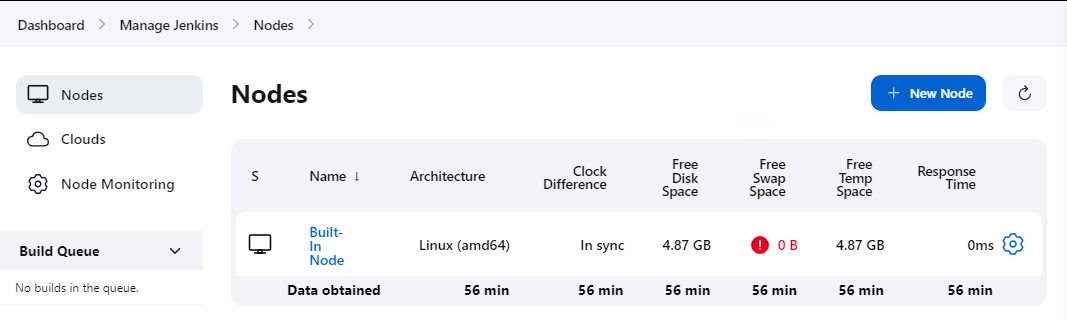 Dashboard > Manage Jenkins > Nodes >
Nodes
Clouds
Node Monitoring
Build Queue
No builds in the queue.
Nodes
+ New Node
S Name ↓ Architecture Clock Difference Free Disk Space Free Swap Space Free Temp Space Response Time
Built-In Node Linux (amd64) In sync 4.87 GB ! 0 B 4.87 GB 0ms
Data obtained 56 min 56 min 56 min 56 min 56 min 56 min